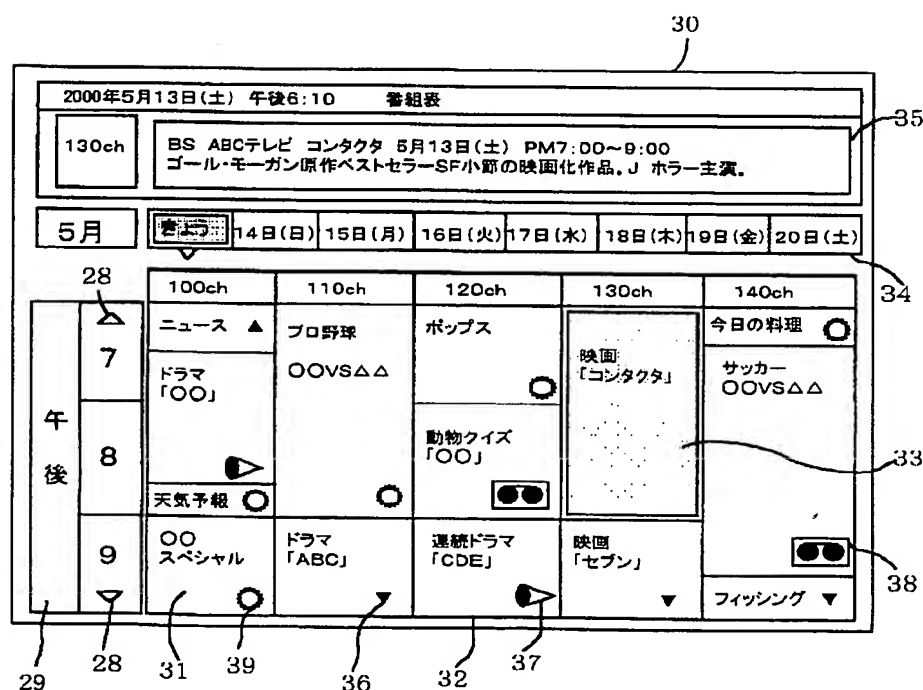 30
2000年5月13日(土) 午後6:10 番組表
35
130ch
BS ABCテレビ コンタクタ 5月13日(土) PM7:00~9:00
ゴール・モーガン原作ベストセラーSF小節の映画化作品。J ホラー主演。
5月
きょう 14日(日) 15日(月) 16日(火) 17日(水) 18日(木) 19日(金) 20日(土)
34
28
100ch 110ch 120ch 130ch 140ch
午後
7
8
9
ニュース ▲
ドラマ
「○○」
天気予報
○○
スペシャル
プロ野球
○○VS△△
ドラマ
「ABC」
▼
ポップス
動物クイズ
「○○」
連続ドラマ
「CDE」
映画
「コンタクタ」
映画
「セブン」
▼
今日の料理
サッカー
○○VS△△
フィッシング ▼
33
38
29 28 31 39 36 32 37